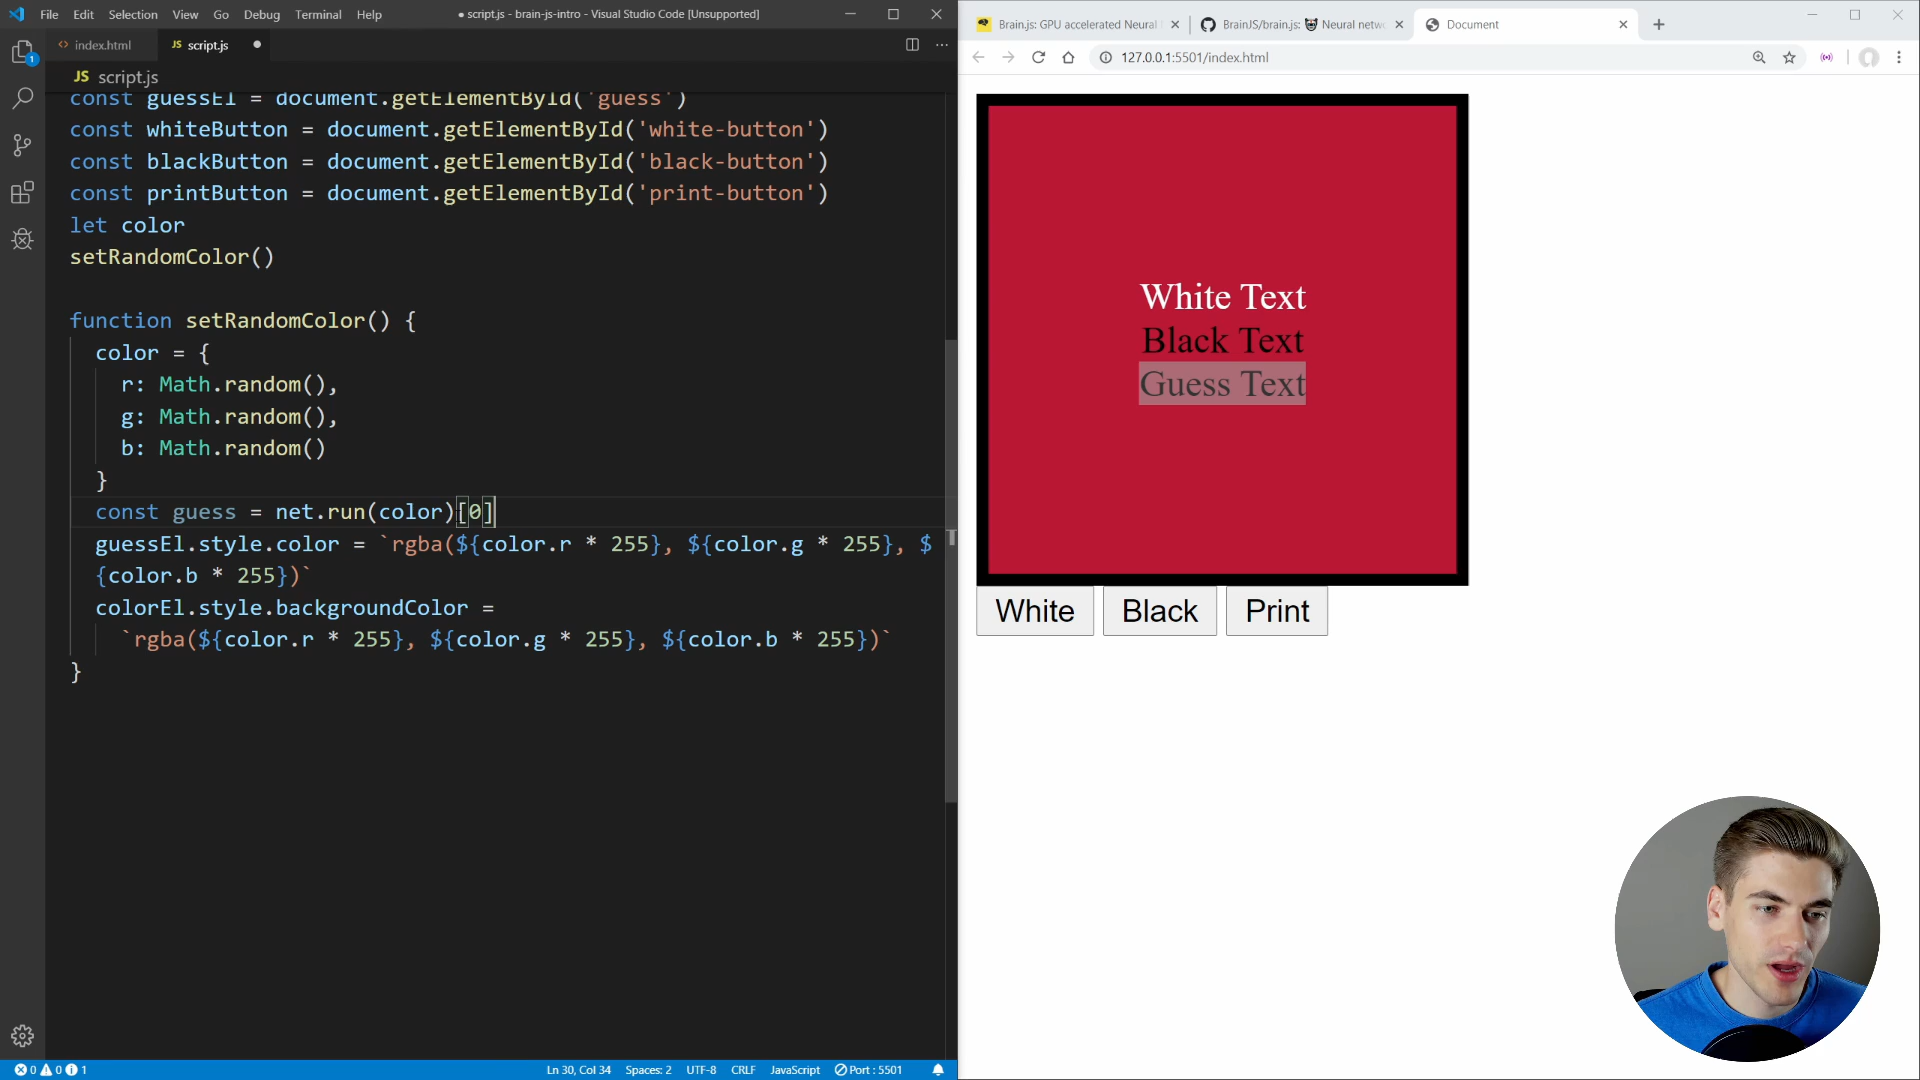 File Edit Selection View Go Debug Terminal Help
● script.js - brain-js-intro - Visual Studio Code [Unsupported]
index.html
JS script.js
JS script.js
const guessEl = document.getElementById('guess')
const whiteButton = document.getElementById('white-button')
const blackButton = document.getElementById('black-button')
const printButton = document.getElementById('print-button')
let color
setRandomColor()
function setRandomColor() {
color = {
r: Math.random(),
g: Math.random(),
b: Math.random()
}
const guess = net.run(color)[0]
guessEl.style.color = `rgba(${color.r * 255}, ${color.g * 255}, $
{color.b * 255})`
colorEl.style.backgroundColor =
`rgba(${color.r * 255}, ${color.g * 255}, ${color.b * 255})`
}
1
0 0 1
Ln 30, Col 34 Spaces: 2 UTF-8 CRLF JavaScript Port : 5501
Brain.js: GPU accelerated Neural
BrainJS/brain.js: Neural netw
Document
127.0.0.1:5501/index.html
White Text
Black Text
Guess Text
White Black Print